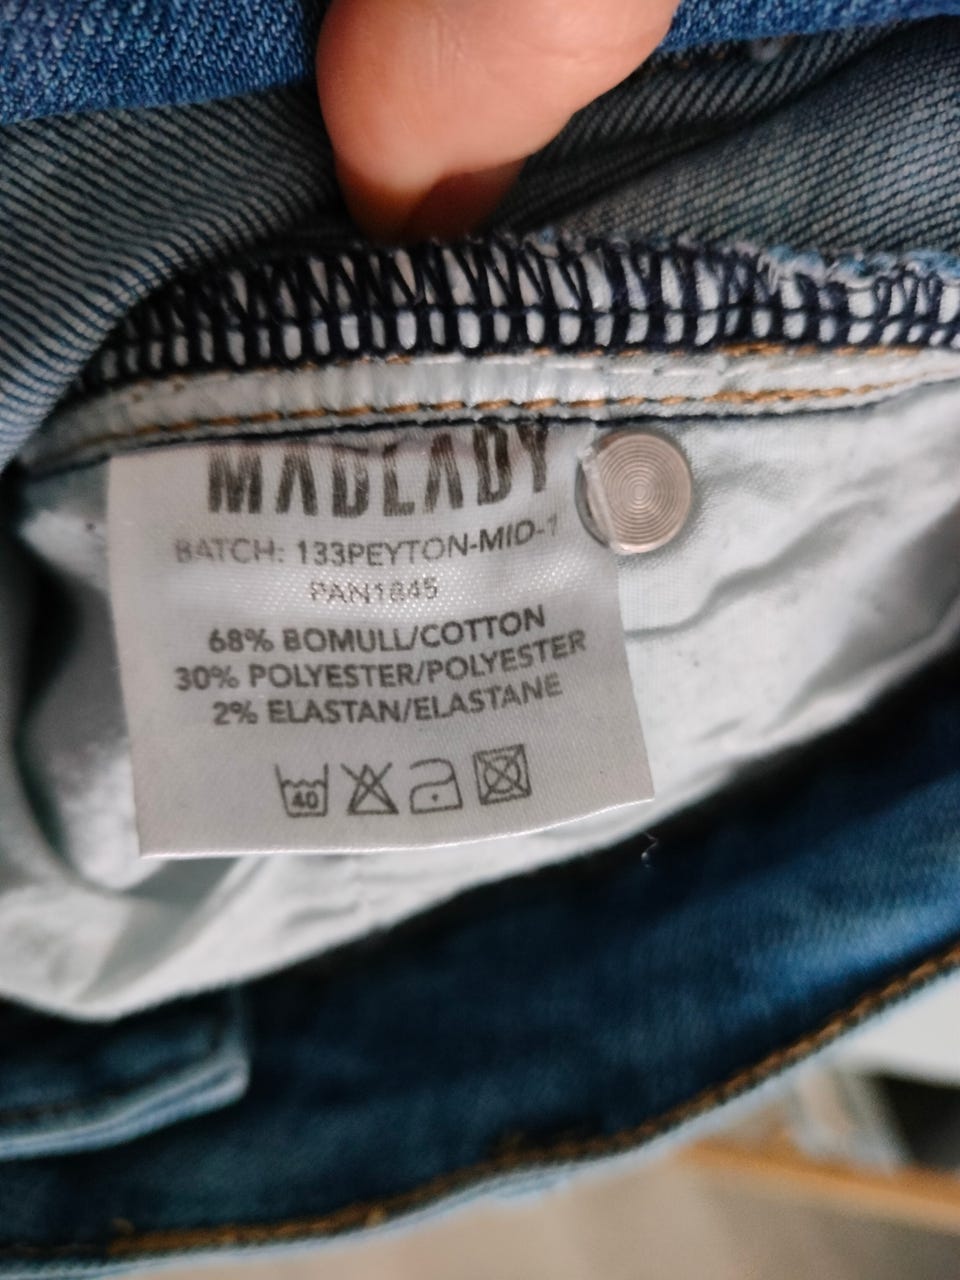 MADLADY
BATCH: 133PEYTON-MID-1
PAN1845
68% BOMULL/COTTON
30% POLYESTER/POLYESTER
2% ELASTAN/ELASTANE
40